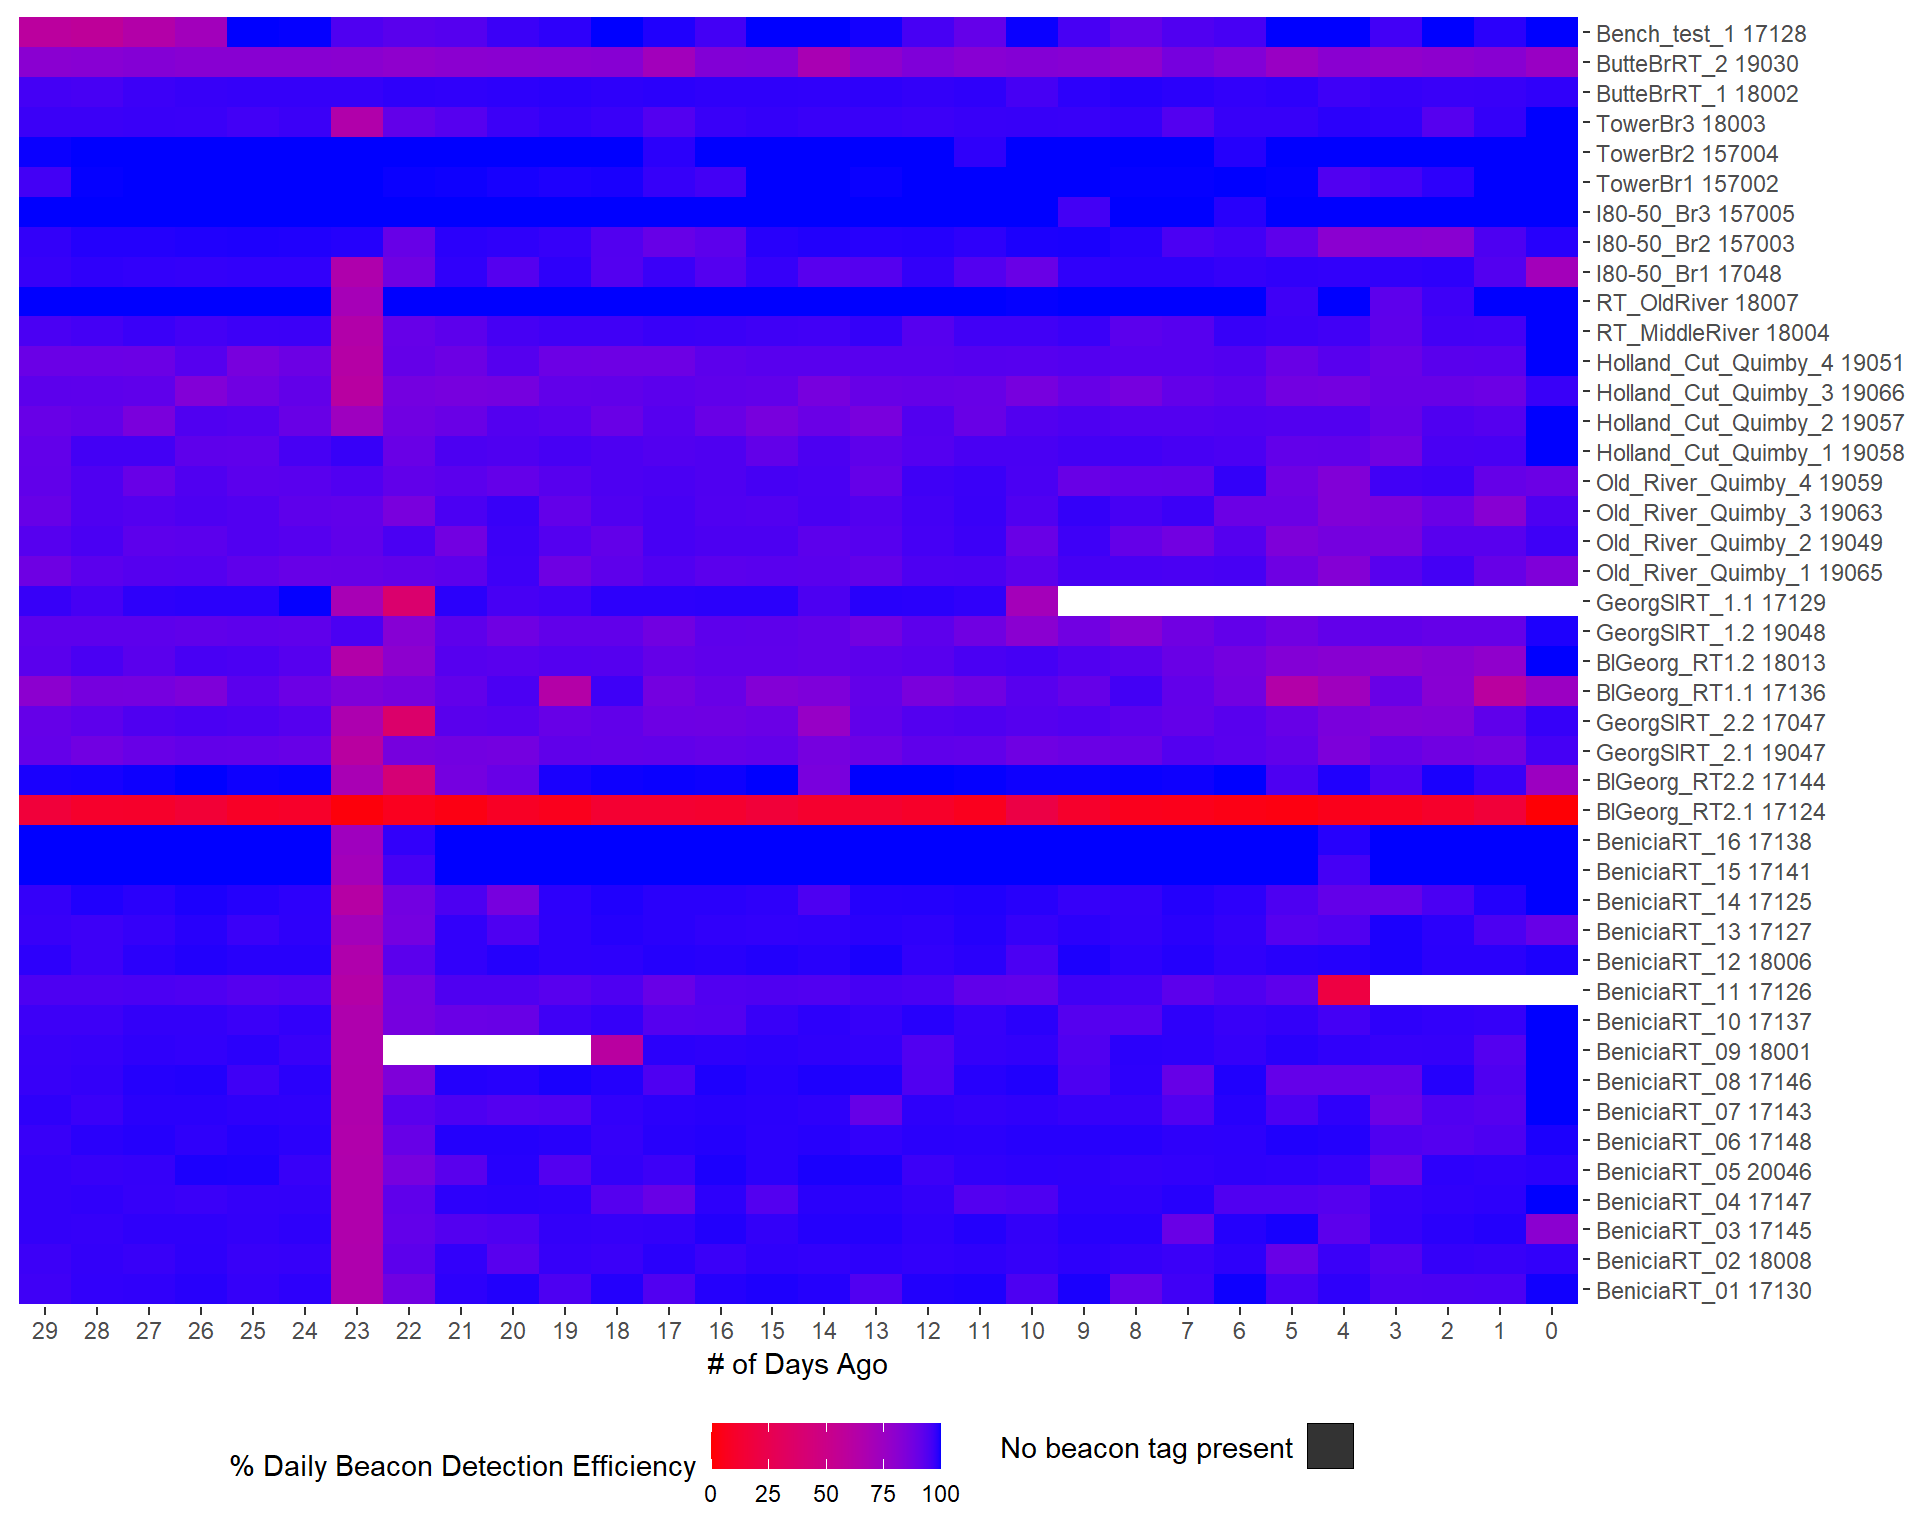 Bench_test_1 17128
ButteBrRT_2 19030
ButteBrRT_1 18002
TowerBr3 18003
TowerBr2 157004
TowerBr1 157002
I80-50_Br3 157005
I80-50_Br2 157003
I80-50_Br1 17048
RT_OldRiver 18007
RT_MiddleRiver 18004
Holland_Cut_Quimby_4 19051
Holland_Cut_Quimby_3 19066
Holland_Cut_Quimby_2 19057
Holland_Cut_Quimby_1 19058
Old_River_Quimby_4 19059
Old_River_Quimby_3 19063
Old_River_Quimby_2 19049
Old_River_Quimby_1 19065
GeorgSlRT_1.1 17129
GeorgSlRT_1.2 19048
BlGeorg_RT1.2 18013
BlGeorg_RT1.1 17136
GeorgSlRT_2.2 17047
GeorgSlRT_2.1 19047
BlGeorg_RT2.2 17144
BlGeorg_RT2.1 17124
BeniciaRT_16 17138
BeniciaRT_15 17141
BeniciaRT_14 17125
BeniciaRT_13 17127
BeniciaRT_12 18006
BeniciaRT_11 17126
BeniciaRT_10 17137
BeniciaRT_09 18001
BeniciaRT_08 17146
BeniciaRT_07 17143
BeniciaRT_06 17148
BeniciaRT_05 20046
BeniciaRT_04 17147
BeniciaRT_03 17145
BeniciaRT_02 18008
BeniciaRT_01 17130
29 28 27 26 25 24 23 22 21 20 19 18 17 16 15 14 13 12 11 10 9 8 7 6 5 4 3 2 1 0
# of Days Ago
% Daily Beacon Detection Efficiency
0 25 50 75 100
No beacon tag present